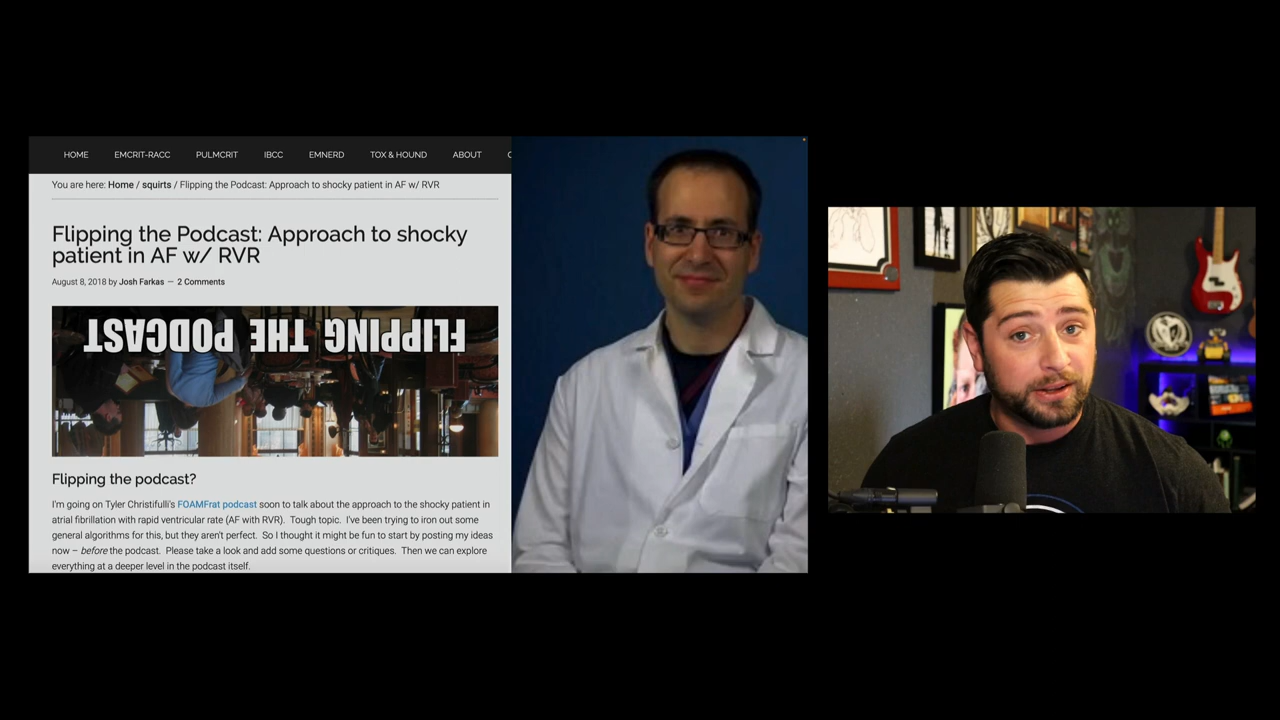 HOME EMCRIT-RACC PULMCRIT IBCC EMNERD TOX & HOUND ABOUT
You are here: Home / squirts / Flipping the Podcast: Approach to shocky patient in AF w/ RVR
Flipping the Podcast: Approach to shocky
patient in AF w/ RVR
August 8, 2018 by Josh Farkas — 2 Comments
FLIPPING THE PODCAST
Flipping the podcast?
I'm going on Tyler Christifulli's FOAMFrat podcast soon to talk about the approach to the shocky patient in
atrial fibrillation with rapid ventricular rate (AF with RVR). Tough topic. I've been trying to iron out some
general algorithms for this, but they aren't perfect. So I thought it might be fun to start by posting my ideas
now – before the podcast. Please take a look and add some questions or critiques. Then we can explore
everything at a deeper level in the podcast itself.